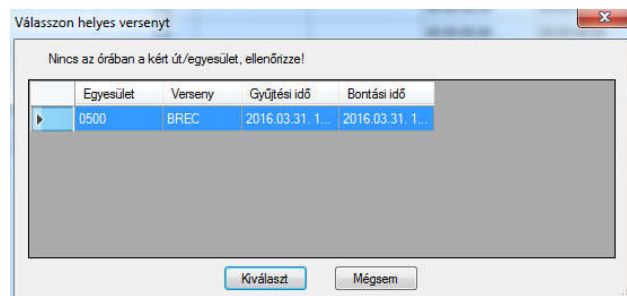 Válasszon helyes versenyt
Nincs az órában a kért út/egyesület, ellenőrizze!
Egyesület Verseny Gyűjtési idő Bontási idő
0500 BREC 2016.03.31. 1... 2016.03.31. 1...
Kiválaszt Mégsem